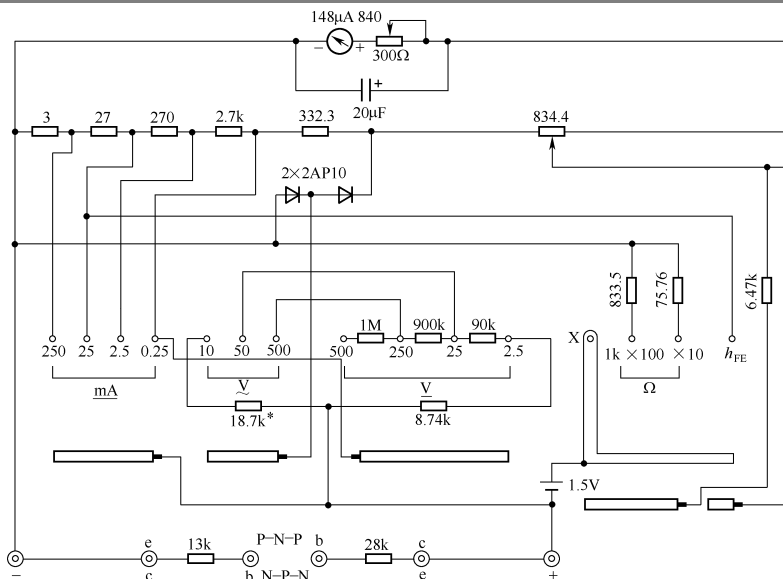 148μA 840
− +
300Ω
+
20μF
3 27 270 2.7k 332.3 834.4
2×2AP10
833.5 75.76 6.47k
1M 900k 90k
X
250 25 2.5 0.25 10 50 500 500 250 25 2.5 1k ×100 ×10 hFE
mA V V Ω
~
18.7k* 8.74k
1.5V
e 13k P−N−P b 28k c
− c b N−P−N e +